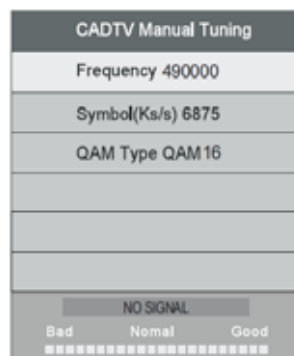 CADTV Manual Tuning
Frequency 490000
Symbol(Ks/s) 6875
QAM Type QAM16
NO SIGNAL
Bad Nomal Good